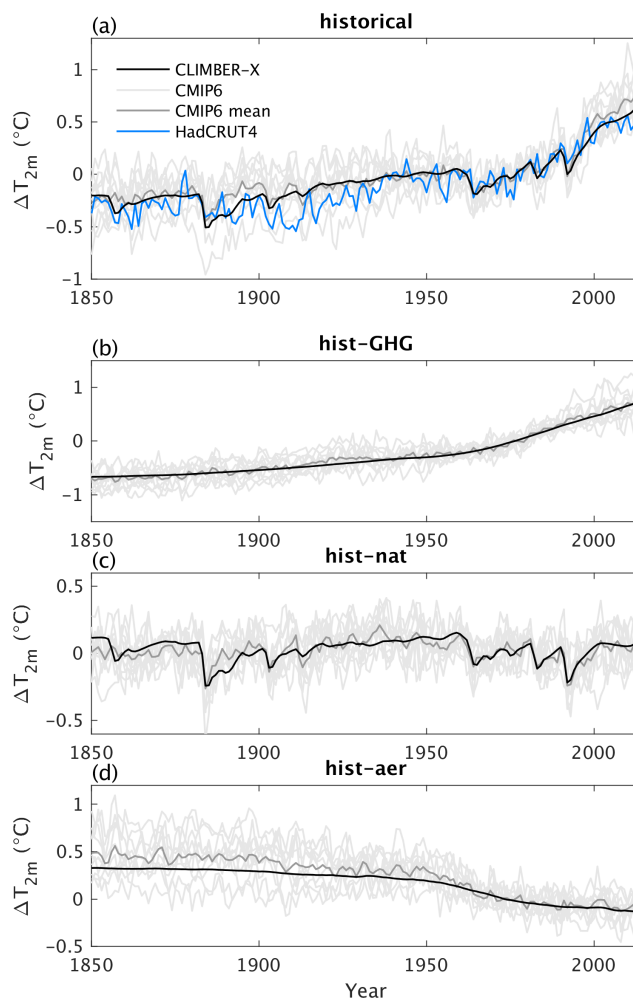 (a) historical
CLIMBER-X
CMIP6
CMIP6 mean
HadCRUT4
ΔT2m (°C)
1
0.5
0
-0.5
-1
1850 1900 1950 2000
(b) hist-GHG
ΔT2m (°C)
1
0
-1
1850 1900 1950 2000
(c) hist-nat
ΔT2m (°C)
0.5
0
-0.5
1850 1900 1950 2000
(d) hist-aer
ΔT2m (°C)
1
0.5
0
-0.5
1850 1900 1950 2000
Year